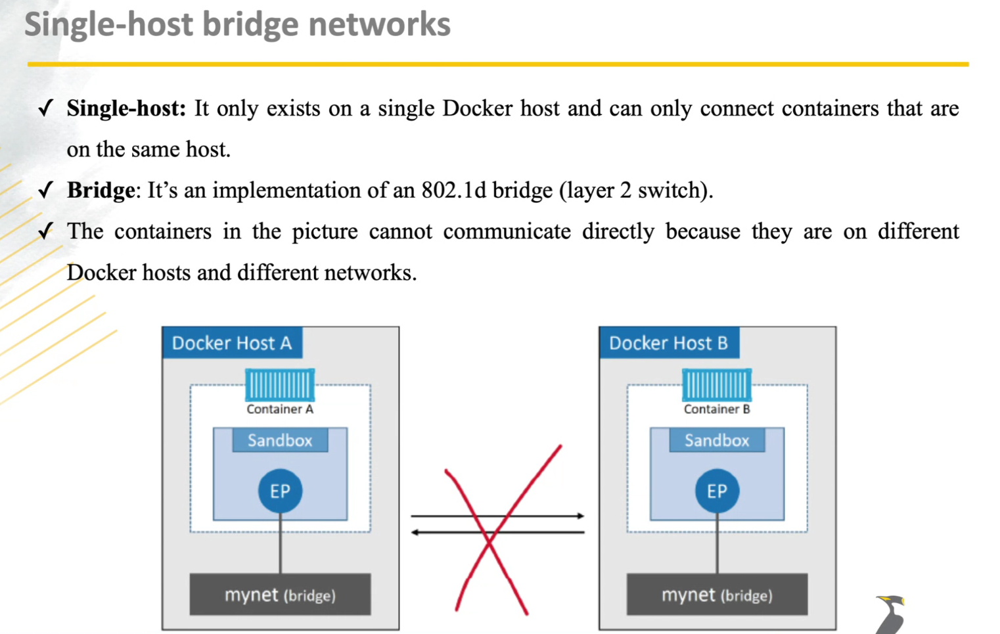 Single-host bridge networks
✓ Single-host: It only exists on a single Docker host and can only connect containers that are
on the same host.
✓ Bridge: It’s an implementation of an 802.1d bridge (layer 2 switch).
✓ The containers in the picture cannot communicate directly because they are on different
Docker hosts and different networks.
Docker Host A
Container A
Sandbox
EP
mynet (bridge)
Docker Host B
Container B
Sandbox
EP
mynet (bridge)